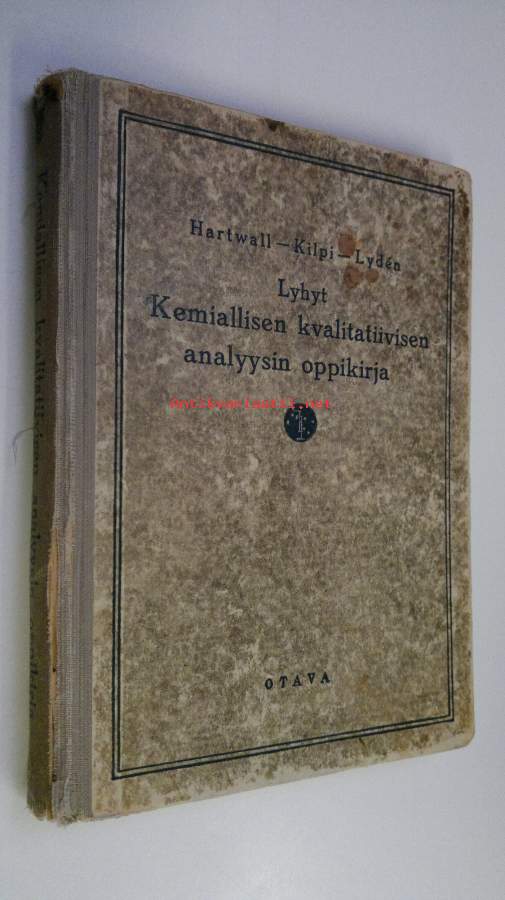 Hartwall – Kilpi – Lydén
Lyhyt
Kemiallisen kvalitatiivisen
analyysin oppikirja
antikvariaatti.net
OTAVA